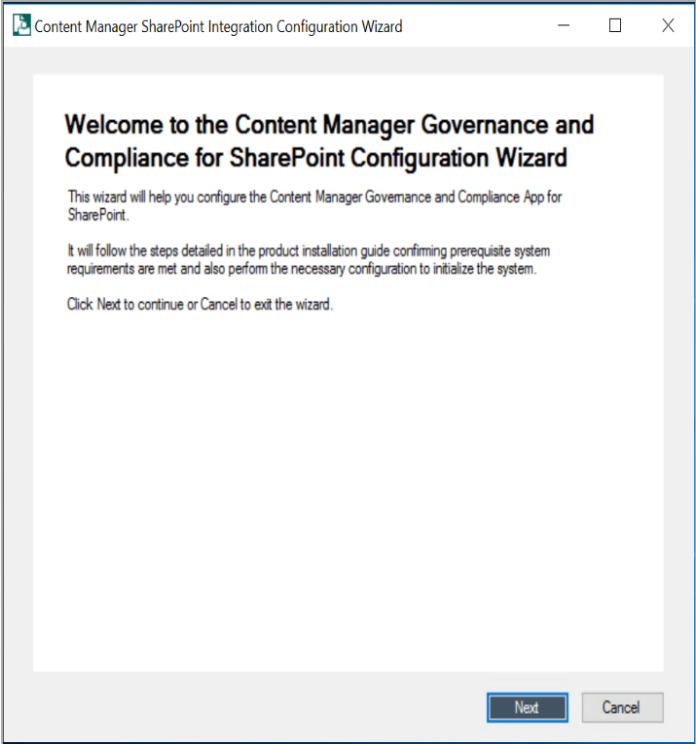 Content Manager SharePoint Integration Configuration Wizard
Welcome to the Content Manager Governance and
Compliance for SharePoint Configuration Wizard
This wizard will help you configure the Content Manager Governance and Compliance App for
SharePoint.
It will follow the steps detailed in the product installation guide confirming prerequisite system
requirements are met and also perform the necessary configuration to initialize the system.
Click Next to continue or Cancel to exit the wizard.
Next
Cancel